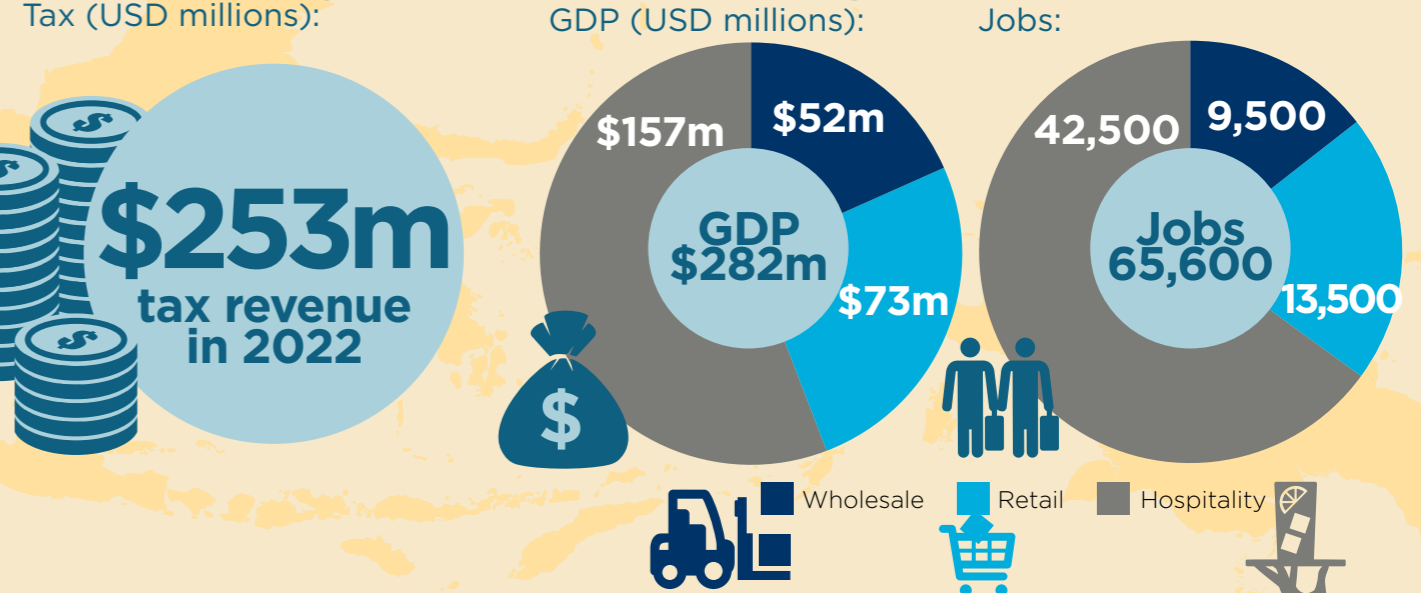 Tax (USD millions):
$253m
tax revenue
in 2022
GDP (USD millions):
$157m
$52m
GDP
$282m
$73m
$
Jobs:
42,500
9,500
Jobs
65,600
13,500
Wholesale
Retail
Hospitality